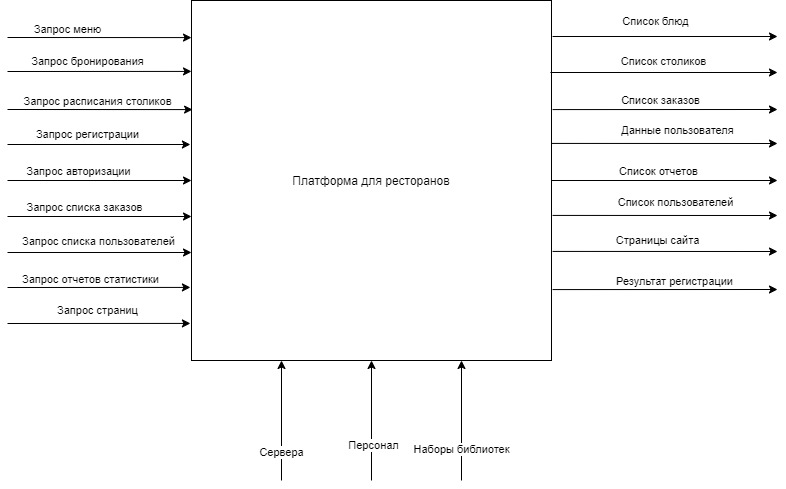 Запрос меню
Запрос бронирования
Запрос расписания столиков
Запрос регистрации
Запрос авторизации
Запрос списка заказов
Запрос списка пользователей
Запрос отчетов статистики
Запрос страниц
Платформа для ресторанов
Список блюд
Список столиков
Список заказов
Данные пользователя
Список отчетов
Список пользователей
Страницы сайта
Результат регистрации
Сервера
Персонал
Наборы библиотек